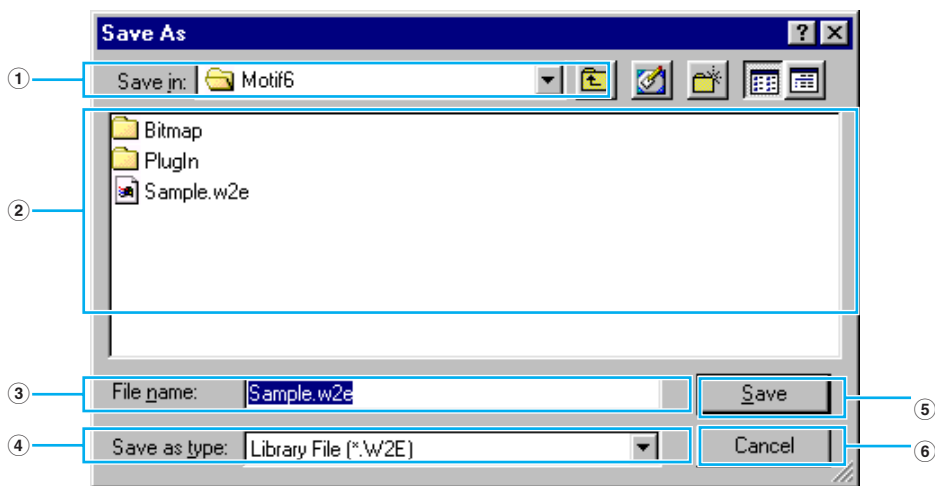 Save As
① Save in: Motif6
Bitmap
PlugIn
② Sample.w2e
③ File name: Sample.w2e Save ⑤
④ Save as type: Library File (*.W2E) Cancel ⑥